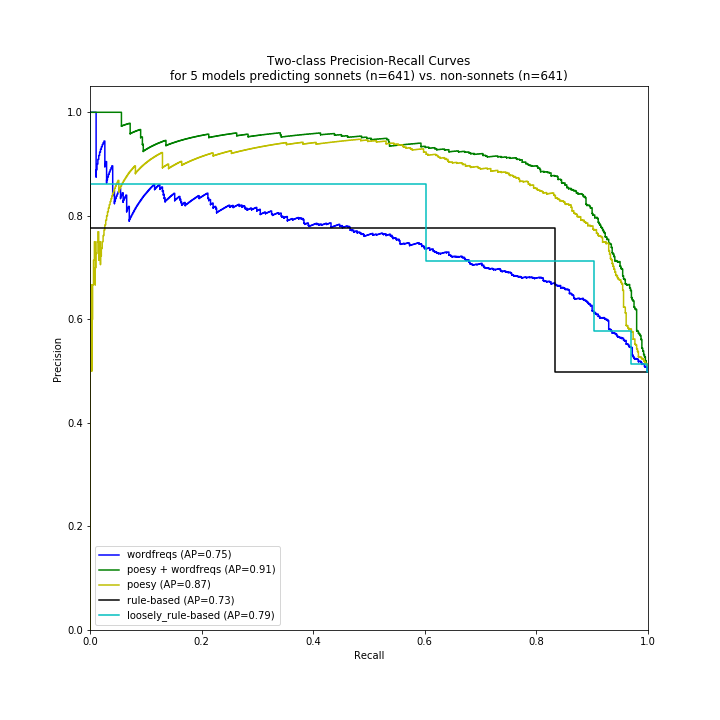 Two-class Precision-Recall Curves
for 5 models predicting sonnets (n=641) vs. non-sonnets (n=641)
1.0
0.8
0.6
0.4
0.2
0.0
Precision
wordfreqs (AP=0.75)
poesy + wordfreqs (AP=0.91)
poesy (AP=0.87)
rule-based (AP=0.73)
loosely_rule-based (AP=0.79)
0.0 0.2 0.4 0.6 0.8 1.0
Recall